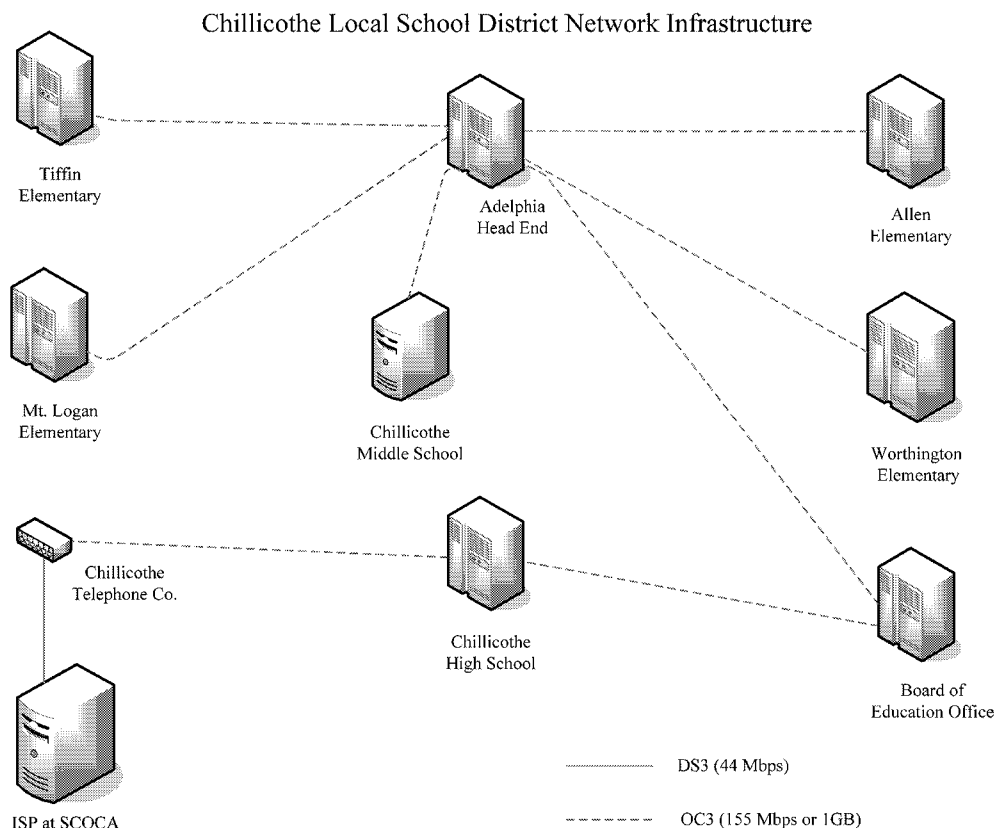 Chillicothe Local School District Network Infrastructure
Tiffin
Elementary
Adelphia
Head End
Allen
Elementary
Mt. Logan
Elementary
Chillicothe
Middle School
Worthington
Elementary
Chillicothe
Telephone Co.
Chillicothe
High School
Board of
Education Office
ISP at SCOCA
DS3 (44 Mbps)
OC3 (155 Mbps or 1GB)